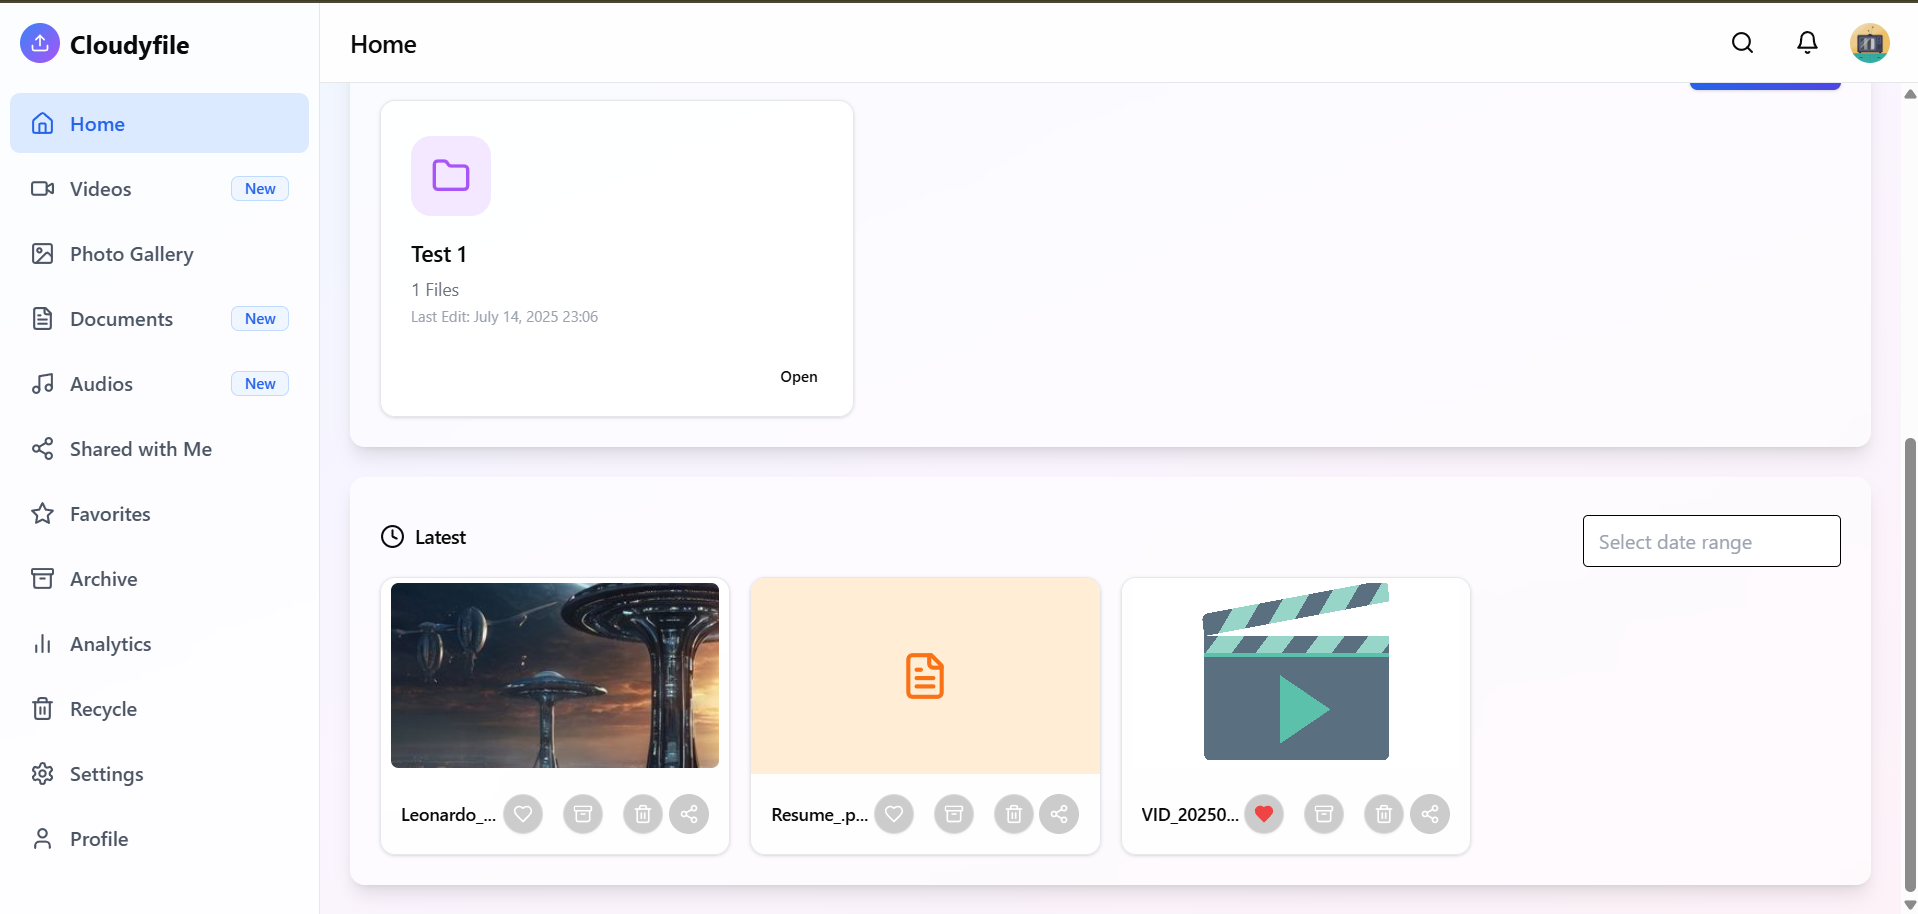 Cloudyfile
Home
Home
Videos
New
Photo Gallery
Documents
New
Audios
New
Shared with Me
Favorites
Archive
Analytics
Recycle
Settings
Profile
Test 1
1 Files
Last Edit: July 14, 2025 23:06
Open
Latest
Select date range
Leonardo_...
Resume_.p...
VID_20250...